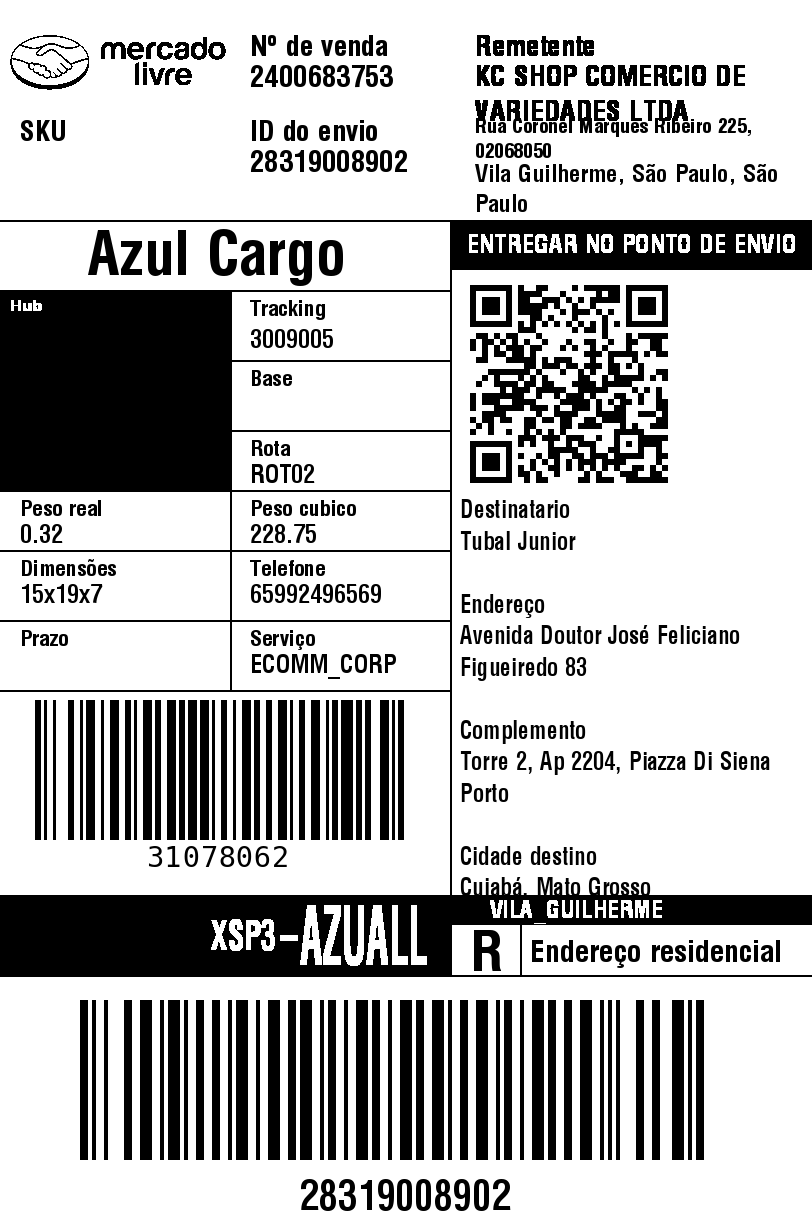 mercado
livre
Nº de venda
2400683753
SKU
ID do envio
28319008902
Remetente
KC SHOP COMERCIO DE
VARIEDADES LTDA
Rua Coronel Marques Ribeiro 225,
02068050
Vila Guilherme, São Paulo, São
Paulo
Azul Cargo
ENTREGAR NO PONTO DE ENVIO
Hub
Tracking
3009005
Base
Rota
ROT02
Peso real
0.32
Peso cubico
228.75
Dimensões
15x19x7
Telefone
65992496569
Prazo
Serviço
ECOMM_CORP
31078062
Destinatario
Tubal Junior
Endereço
Avenida Doutor José Feliciano
Figueiredo 83
Complemento
Torre 2, Ap 2204, Piazza Di Siena
Porto
Cidade destino
Cuiabá, Mato Grosso
XSP3-AZUALL
VILA_GUILHERME
R
Endereço residencial
28319008902